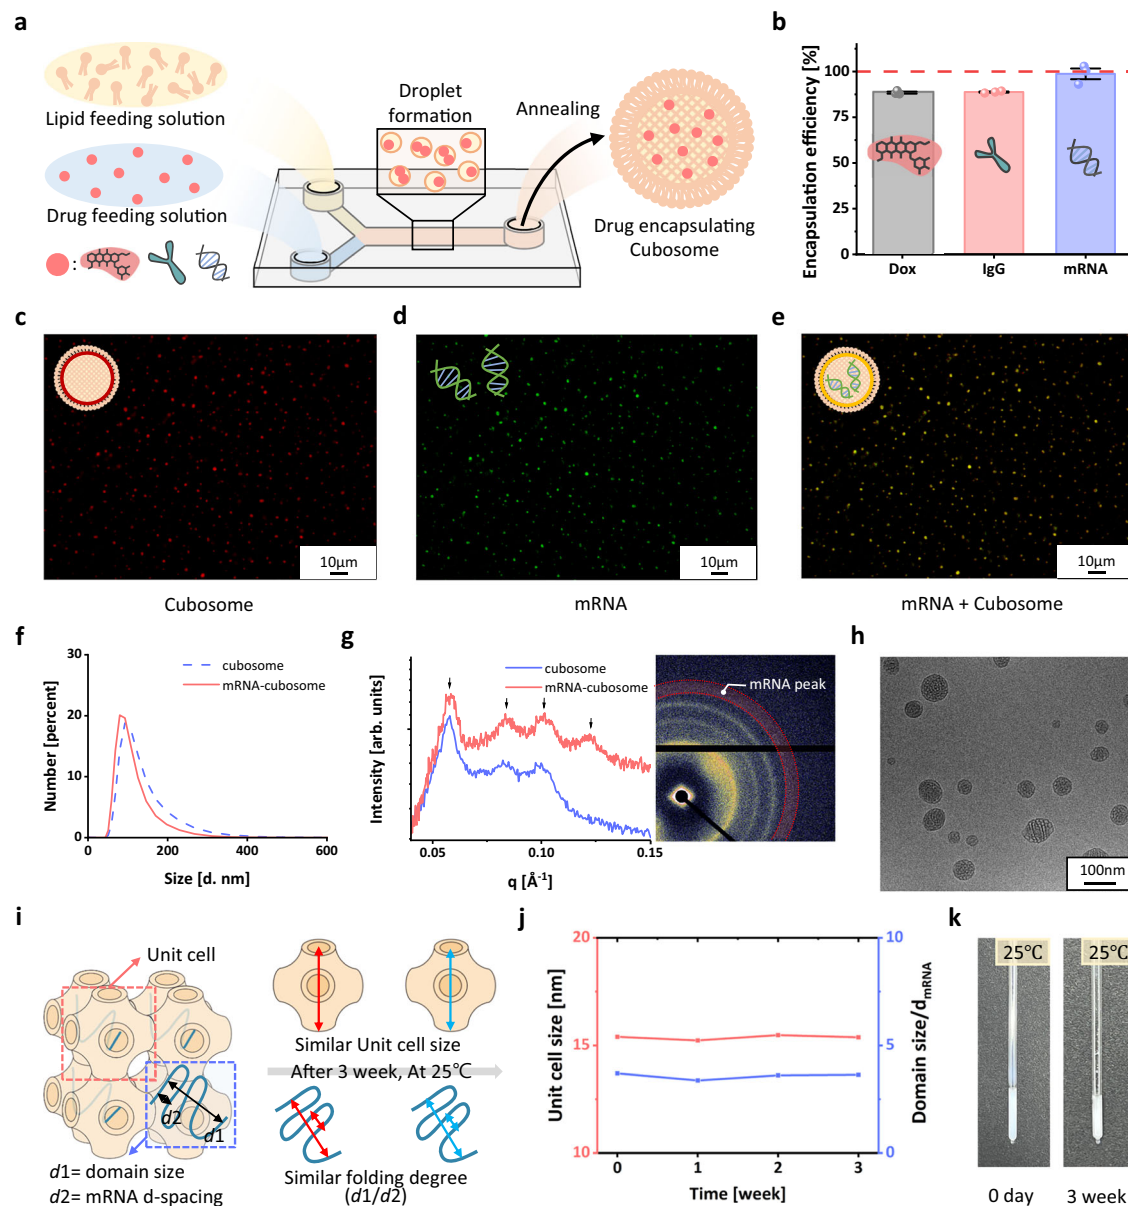 a
Lipid feeding solution
Drug feeding solution
:
Droplet
formation
Annealing
Drug encapsulating
Cubosome
b
Encapsulation efficiency [%]
100
50
0
Dox
IgG
mRNA
c
10μm
Cubosome
d
10μm
mRNA
e
10μm
mRNA + Cubosome
f
Number [percent]
30
20
10
0
cubosome
mRNA-cubosome
0
200
400
600
Size [d. nm]
g
Intensity [arb. units]
cubosome
mRNA-cubosome
0.05
0.10
0.15
q [Å⁻¹]
mRNA peak
h
100nm
i
Unit cell
d2
d1
d1= domain size
d2= mRNA d-spacing
Similar Unit cell size
After 3 week, At 25℃
Similar folding degree
(d1/d2)
j
Unit cell size [nm]
20
15
10
10
5
0
Domain size/dmRNA
0
1
2
3
Time [week]
k
25℃
25℃
0 day
3 week